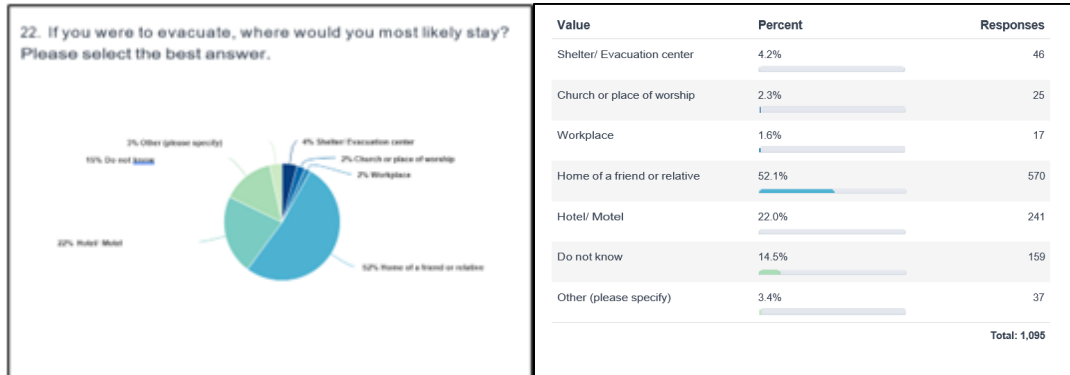 22. If you were to evacuate, where would you most likely stay?
Please select the best answer.
3% Other (please specify)
4% Shelter/ Evacuation center
15% Do not know
2% Church or place of worship
2% Workplace
22% Hotel/ Motel
52% Home of a friend or relative
Value Percent Responses
Shelter/ Evacuation center 4.2% 46
Church or place of worship 2.3% 25
Workplace 1.6% 17
Home of a friend or relative 52.1% 570
Hotel/ Motel 22.0% 241
Do not know 14.5% 159
Other (please specify) 3.4% 37
Total: 1,095